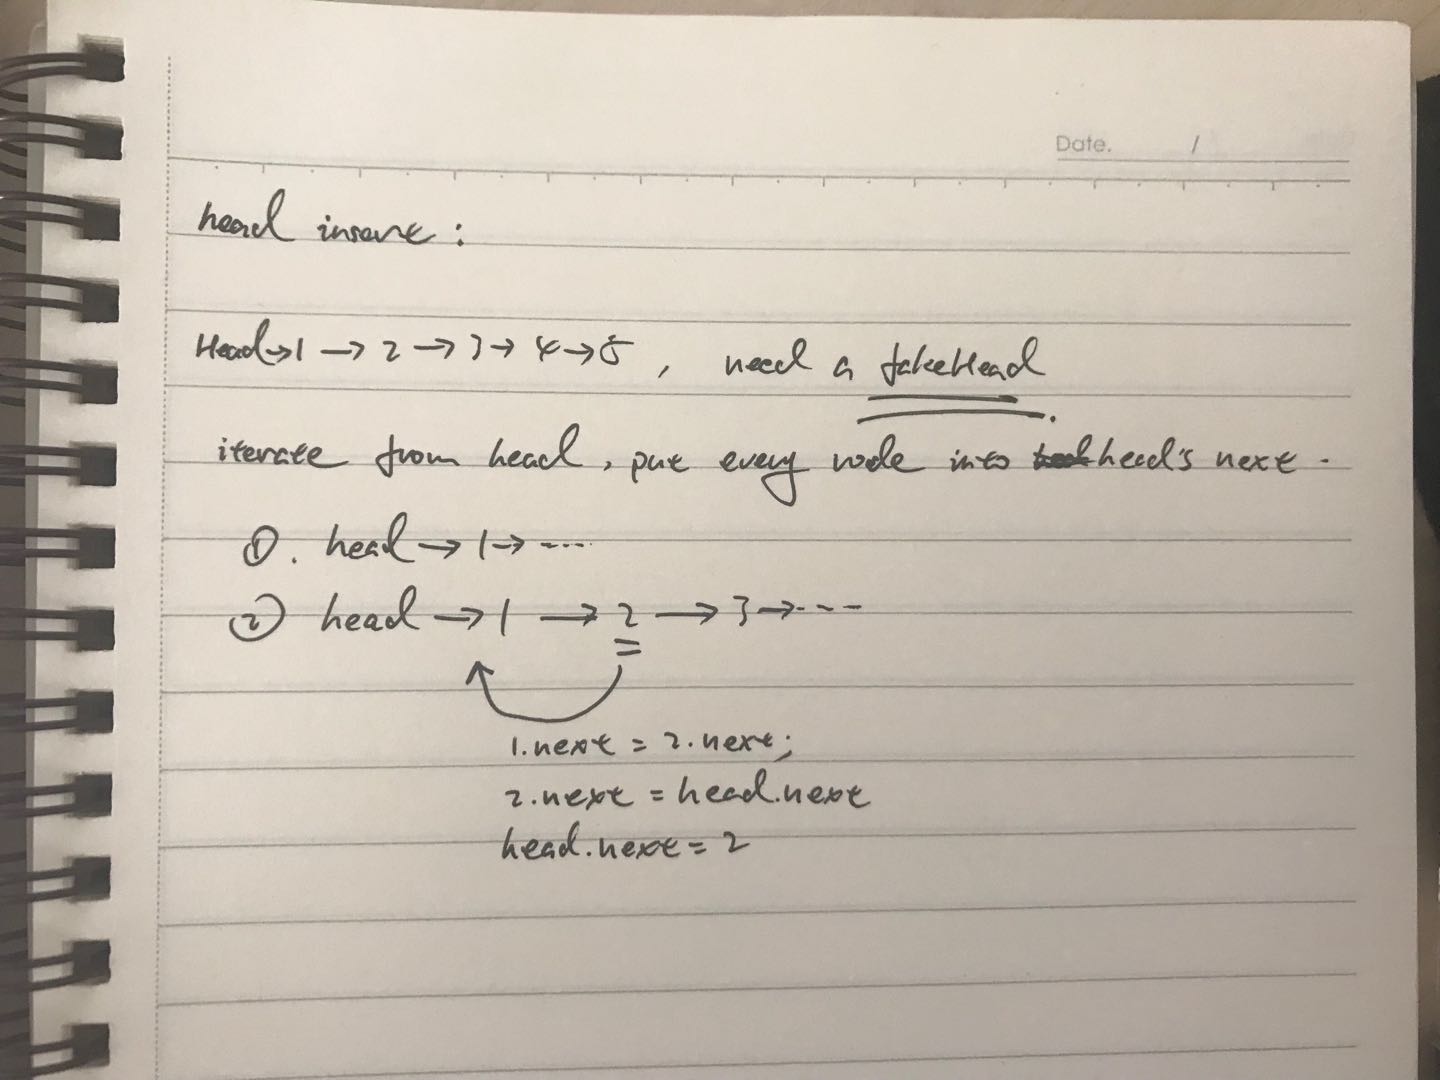 Date. /
head insert:
Head→1→2→3→4→5, need a fakeHead.
iterate from head, put every node into head's next.
①. head→1→----
② head→1→2→3→---
1.next = 2.next;
2.next = head.next
head.next = 2